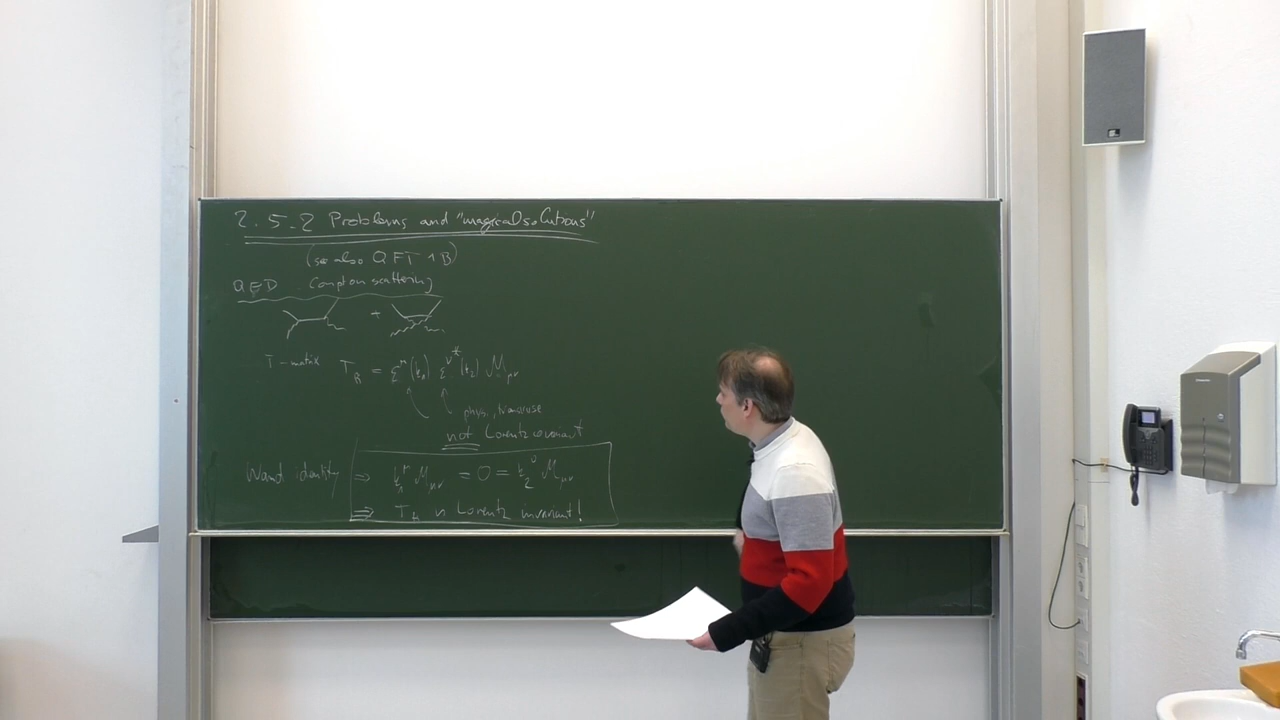 2.5.2 Problems and "magical solutions"
(see also QFT 1 B)
QED Compton scattering
+
T-matrix T_fi = ε^μ(k_1) ε^ν*(k_2) M_μν
phys., transverse
not Lorentz covariant
Ward identity ⇒ k_1^μ M_μν = 0 = k_2^ν M_μν
⇒ T_fi is Lorentz invariant!